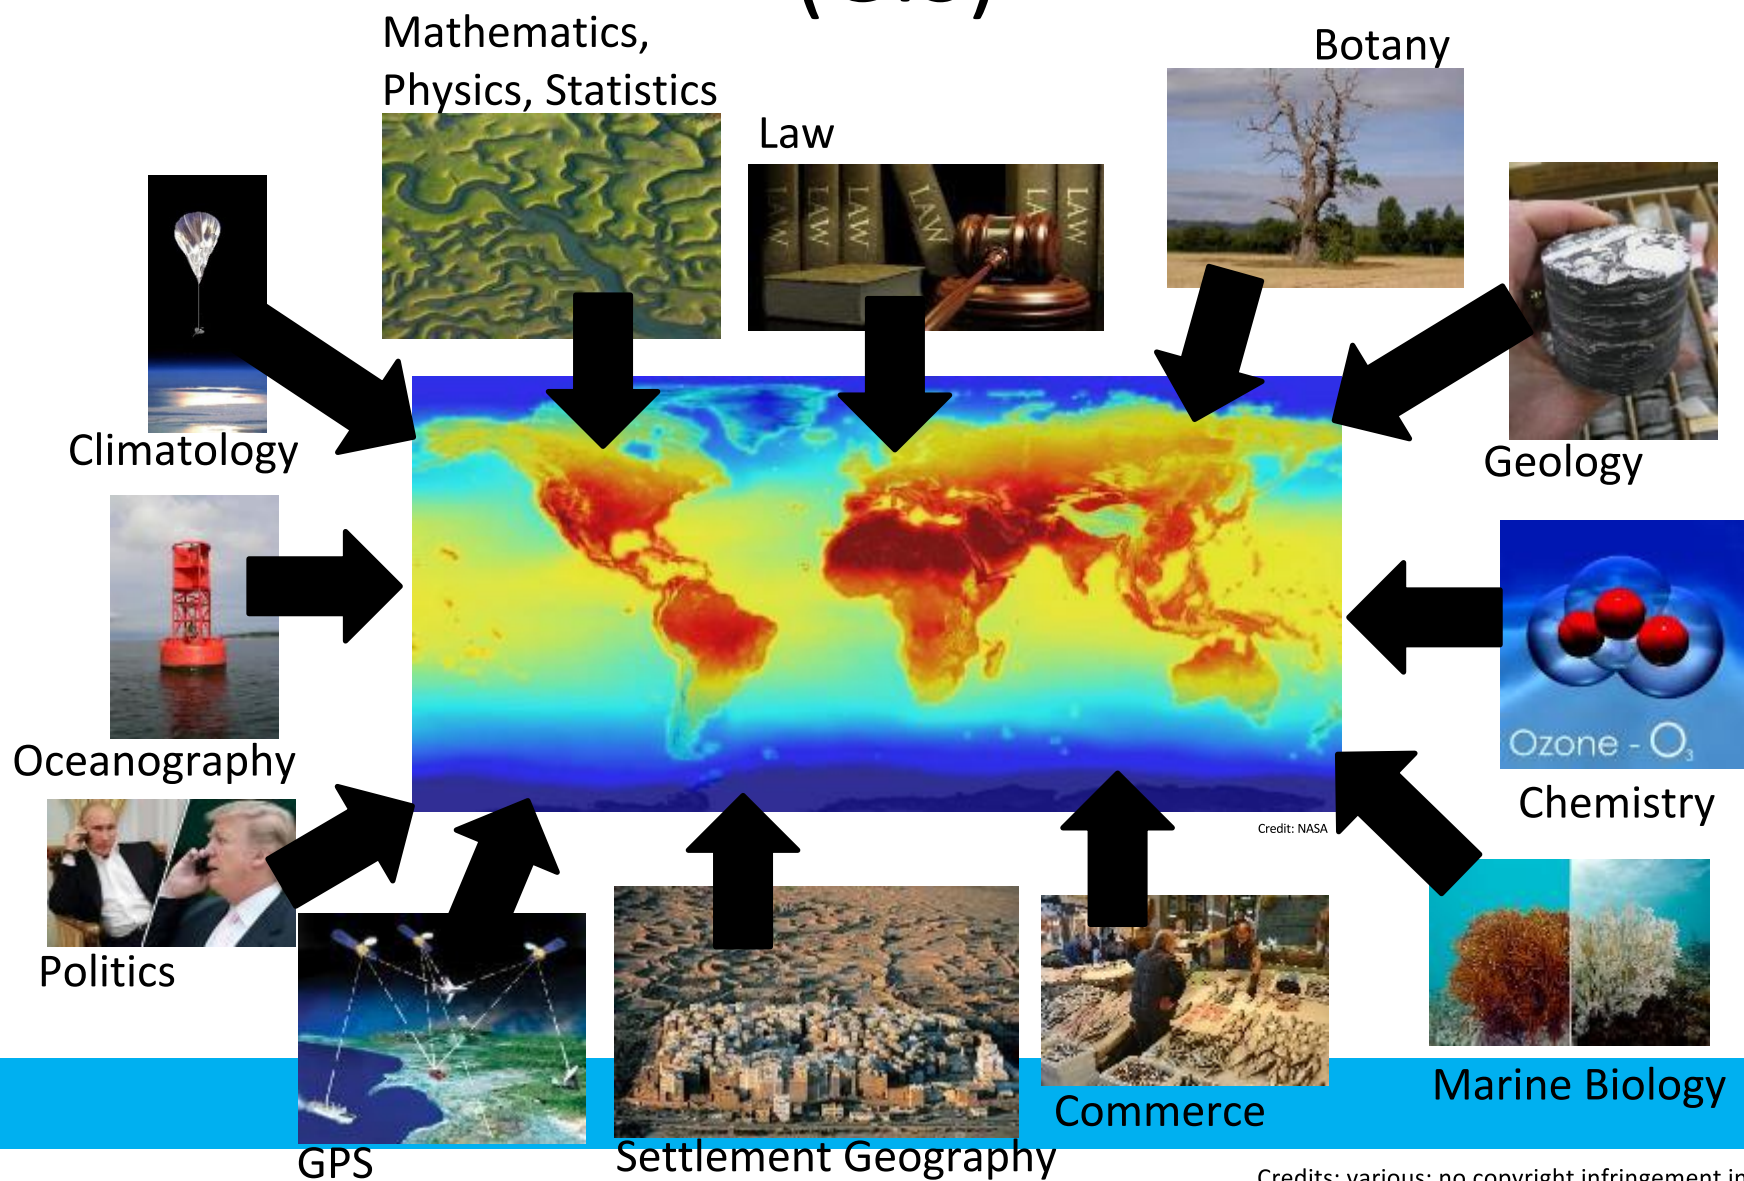 Mathematics,
Physics, Statistics
Botany
Law
LAW
LAW
LAW
LAW
LAW
LAW
Climatology
Geology
Oceanography
Ozone - O₃
Chemistry
Credit: NASA
Politics
Marine Biology
Commerce
GPS
Settlement Geography